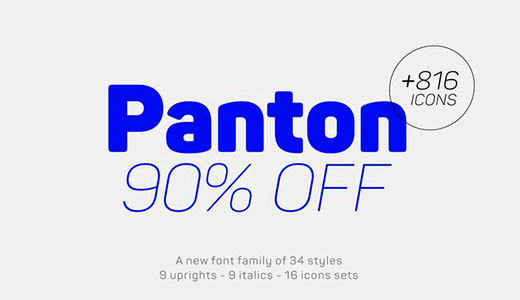 +816
ICONS
Panton
90% OFF
A new font family of 34 styles
9 uprights - 9 italics - 16 icons sets